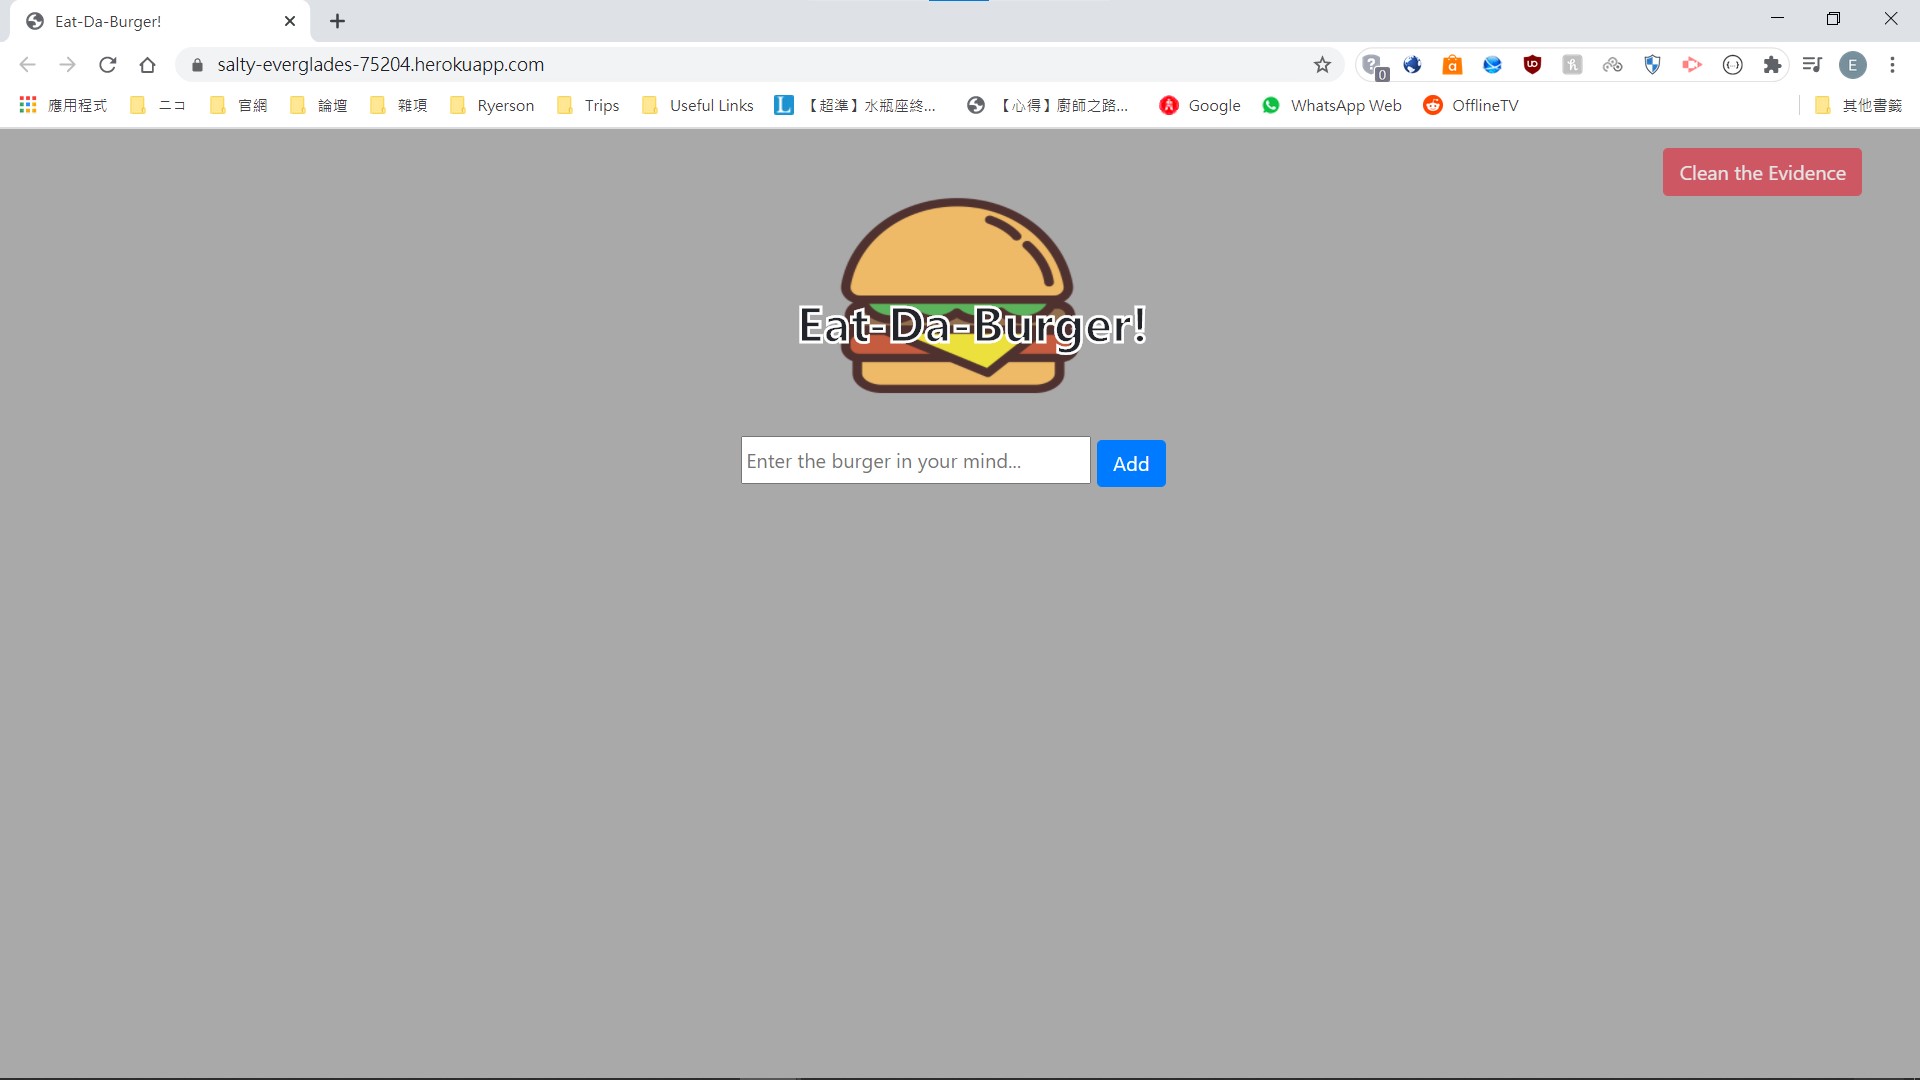 Eat-Da-Burger!
salty-everglades-75204.herokuapp.com
0
E
應用程式 ニコ 官網 論壇 雜項 Ryerson Trips Useful Links L 【超準】水瓶座終... 【心得】廚師之路... Google WhatsApp Web OfflineTV 其他書籤
Clean the Evidence
Eat-Da-Burger!
Enter the burger in your mind...
Add